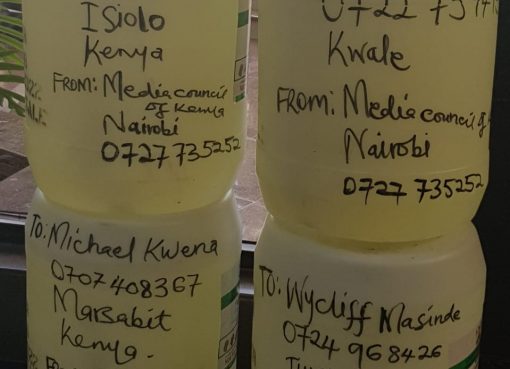 Isiolo
Kenya
FROM: Media council
of Kenya
Nairobi
0727 735252
Kwale
FROM: Media council of
Nairobi
0727 735252
To: Michael Kwena
0707408367
Marsabit
Kenya.
TO: Wycliff Masinde
0724 968426